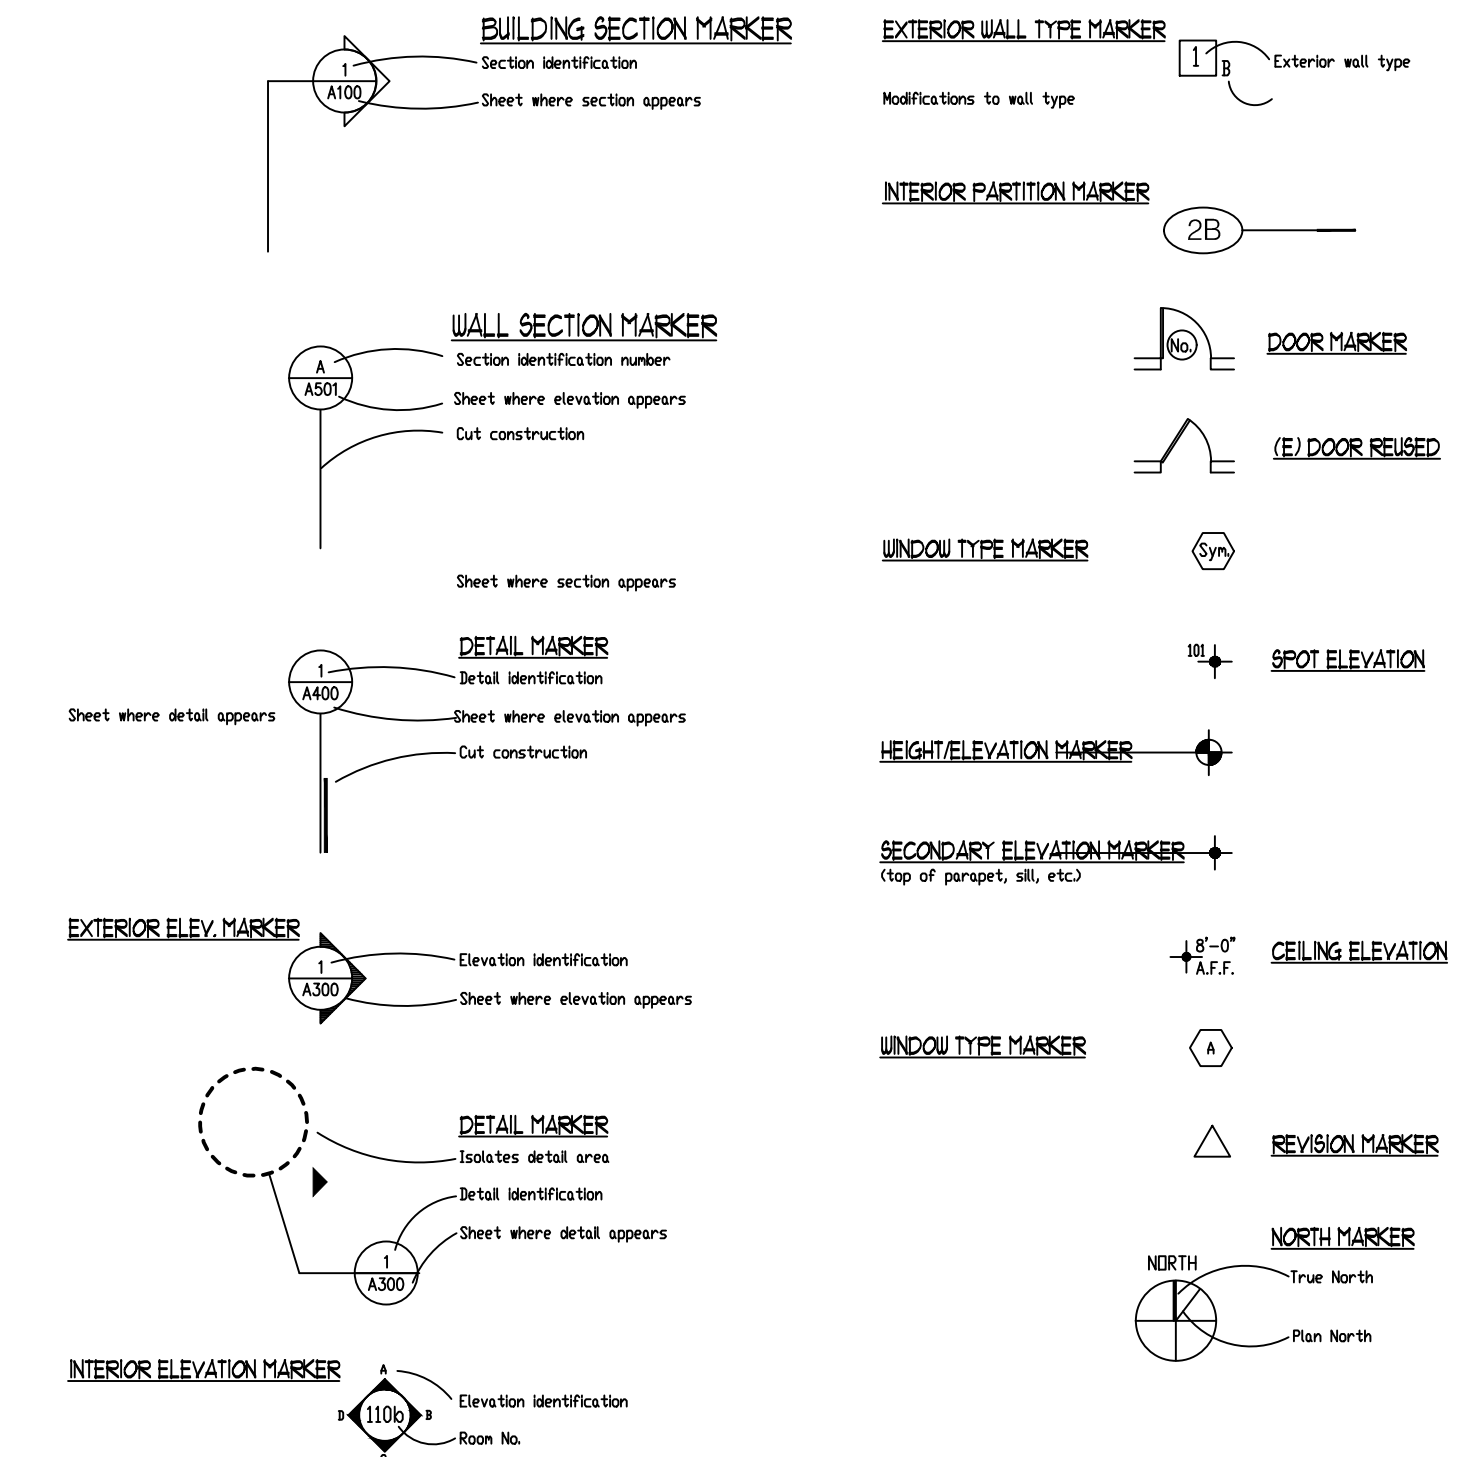 BUILDING SECTION MARKER
1
Section identification
A100
Sheet where section appears
WALL SECTION MARKER
A
Section identification number
A501
Sheet where elevation appears
Cut construction
Sheet where section appears
DETAIL MARKER
1
Detail identification
A400
Sheet where detail appears
Sheet where elevation appears
Cut construction
EXTERIOR ELEV. MARKER
1
Elevation identification
A300
Sheet where elevation appears
DETAIL MARKER
Isolates detail area
Detail identification
Sheet where detail appears
1
A300
INTERIOR ELEVATION MARKER
A
Elevation identification
D
110b
B
Room No.
EXTERIOR WALL TYPE MARKER
1
B
Exterior wall type
Modifications to wall type
INTERIOR PARTITION MARKER
2B
No.
DOOR MARKER
(E) DOOR REUSED
WINDOW TYPE MARKER
Sym.
101
SPOT ELEVATION
HEIGHT/ELEVATION MARKER
SECONDARY ELEVATION MARKER
(top of parapet, sill, etc.)
8'-0"
A.F.F.
CEILING ELEVATION
WINDOW TYPE MARKER
A
REVISION MARKER
NORTH MARKER
NORTH
True North
Plan North